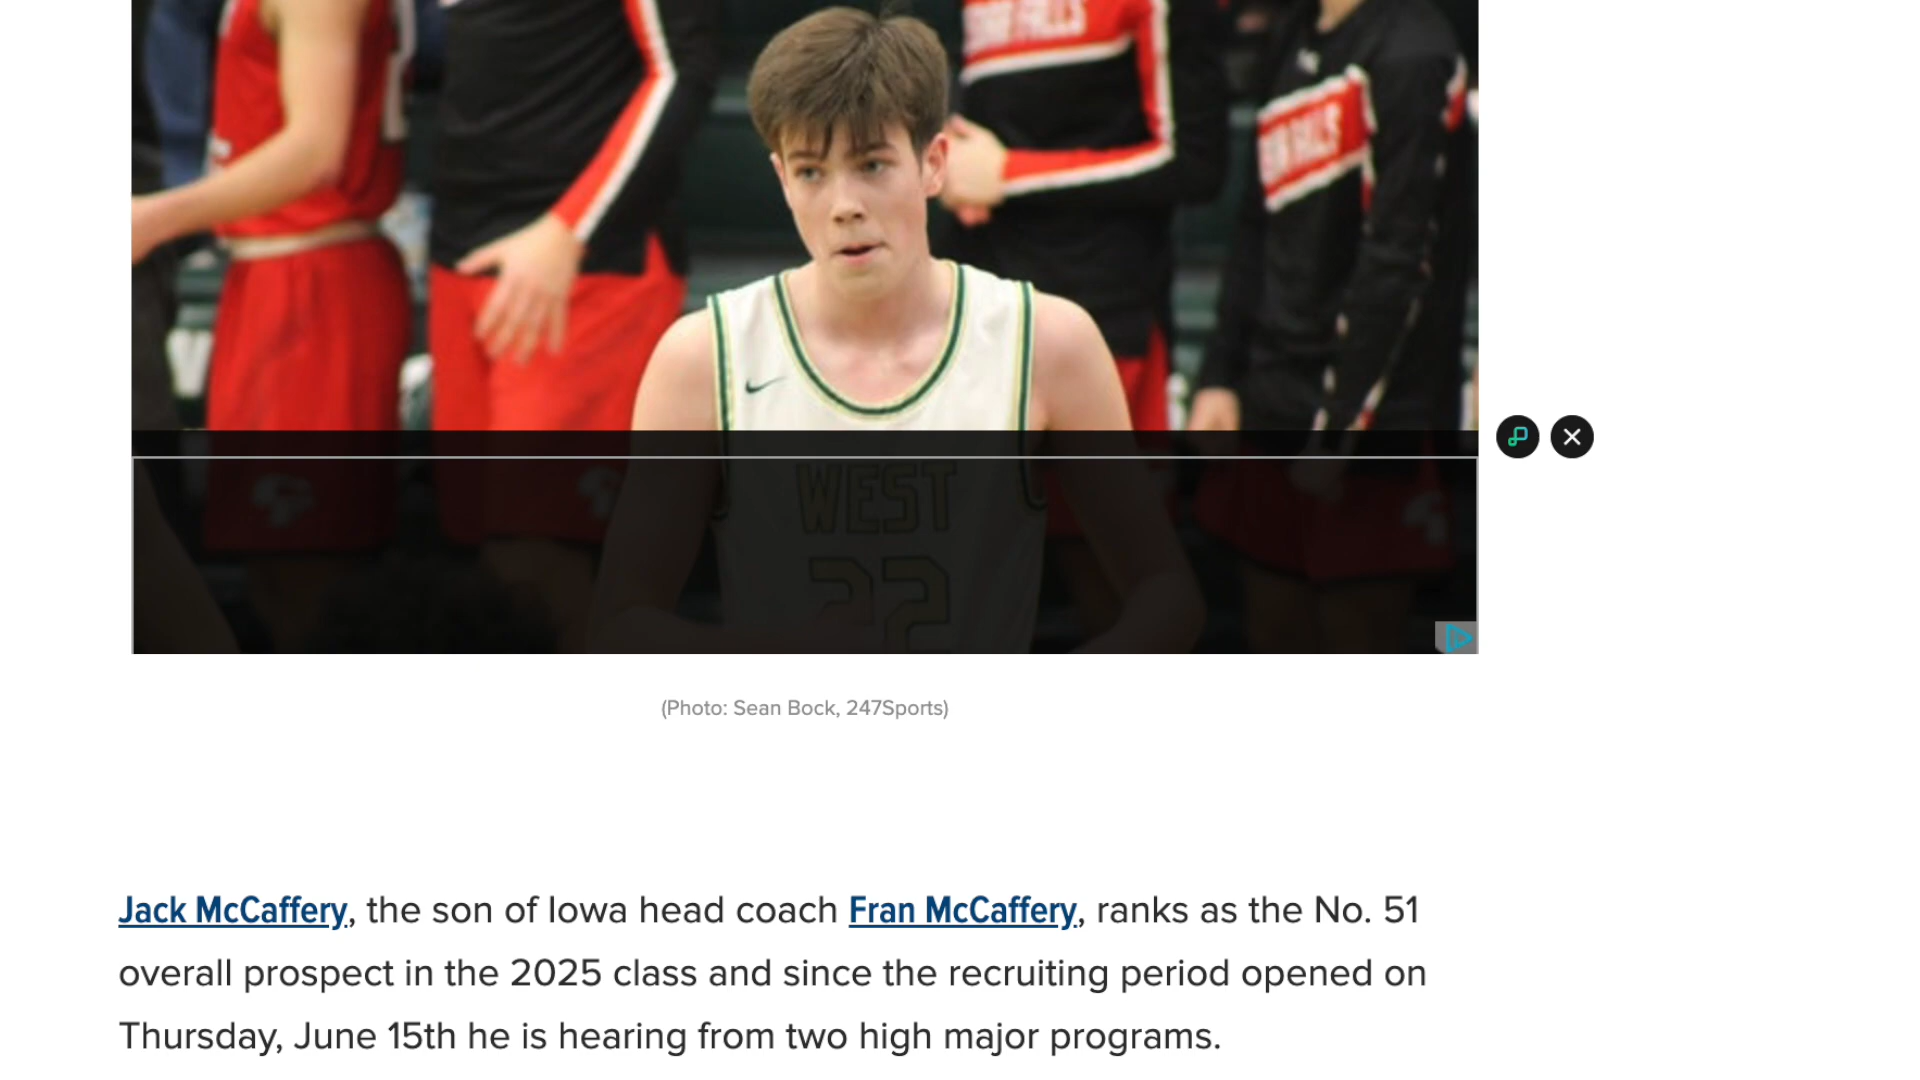 WEST
22
(Photo: Sean Bock, 247Sports)
Jack McCaffery, the son of Iowa head coach Fran McCaffery, ranks as the No. 51
overall prospect in the 2025 class and since the recruiting period opened on
Thursday, June 15th he is hearing from two high major programs.